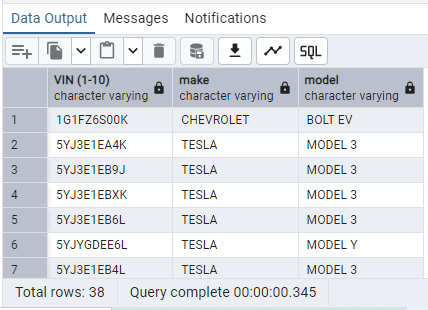 Data Output Messages Notifications
SQL
VIN (1-10) make model
character varying character varying character varying
1 1G1FZ6S00K CHEVROLET BOLT EV
2 5YJ3E1EA4K TESLA MODEL 3
3 5YJ3E1EB9J TESLA MODEL 3
4 5YJ3E1EBXK TESLA MODEL 3
5 5YJ3E1EB6L TESLA MODEL 3
6 5YJYGDEE6L TESLA MODEL Y
7 5YJ3E1EB4L TESLA MODEL 3
Total rows: 38 Query complete 00:00:00.345